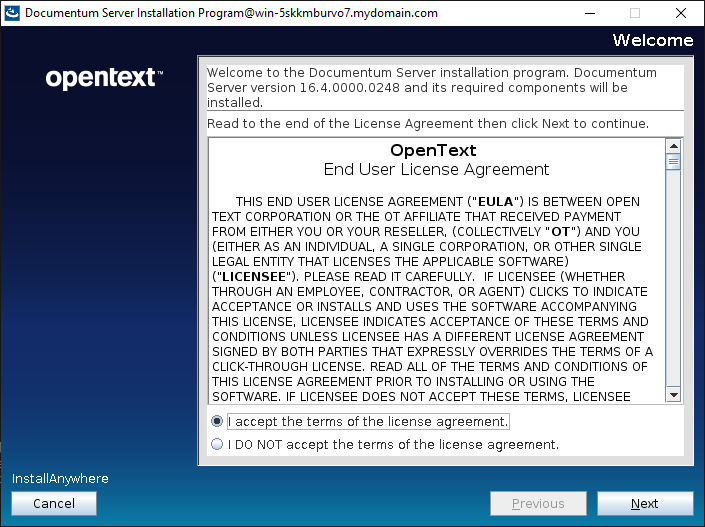 Documentum Server Installation Program@win-5skkmburvo7.mydomain.com
Welcome
opentext™
Welcome to the Documentum Server installation program. Documentum
Server version 16.4.0000.0248 and its required components will be
installed.
Read to the end of the License Agreement then click Next to continue.
OpenText
End User License Agreement
THIS END USER LICENSE AGREEMENT ("EULA") IS BETWEEN OPEN
TEXT CORPORATION OR THE OT AFFILIATE THAT RECEIVED PAYMENT
FROM EITHER YOU OR YOUR RESELLER, (COLLECTIVELY "OT") AND YOU
(EITHER AS AN INDIVIDUAL, A SINGLE CORPORATION, OR OTHER SINGLE
LEGAL ENTITY THAT LICENSES THE APPLICABLE SOFTWARE)
("LICENSEE"). PLEASE READ IT CAREFULLY.  IF LICENSEE (WHETHER
THROUGH AN EMPLOYEE, CONTRACTOR, OR AGENT) CLICKS TO INDICATE
ACCEPTANCE OR INSTALLS AND USES THE SOFTWARE ACCOMPANYING
THIS LICENSE, LICENSEE INDICATES ACCEPTANCE OF THESE TERMS AND
CONDITIONS UNLESS LICENSEE HAS A DIFFERENT LICENSE AGREEMENT
SIGNED BY BOTH PARTIES THAT EXPRESSLY OVERRIDES THE TERMS OF A
CLICK-THROUGH LICENSE. READ ALL OF THE TERMS AND CONDITIONS OF
THIS LICENSE AGREEMENT PRIOR TO INSTALLING OR USING THE
SOFTWARE. IF LICENSEE DOES NOT ACCEPT THESE TERMS, LICENSEE
I accept the terms of the license agreement.
I DO NOT accept the terms of the license agreement.
InstallAnywhere
Cancel
Previous
Next